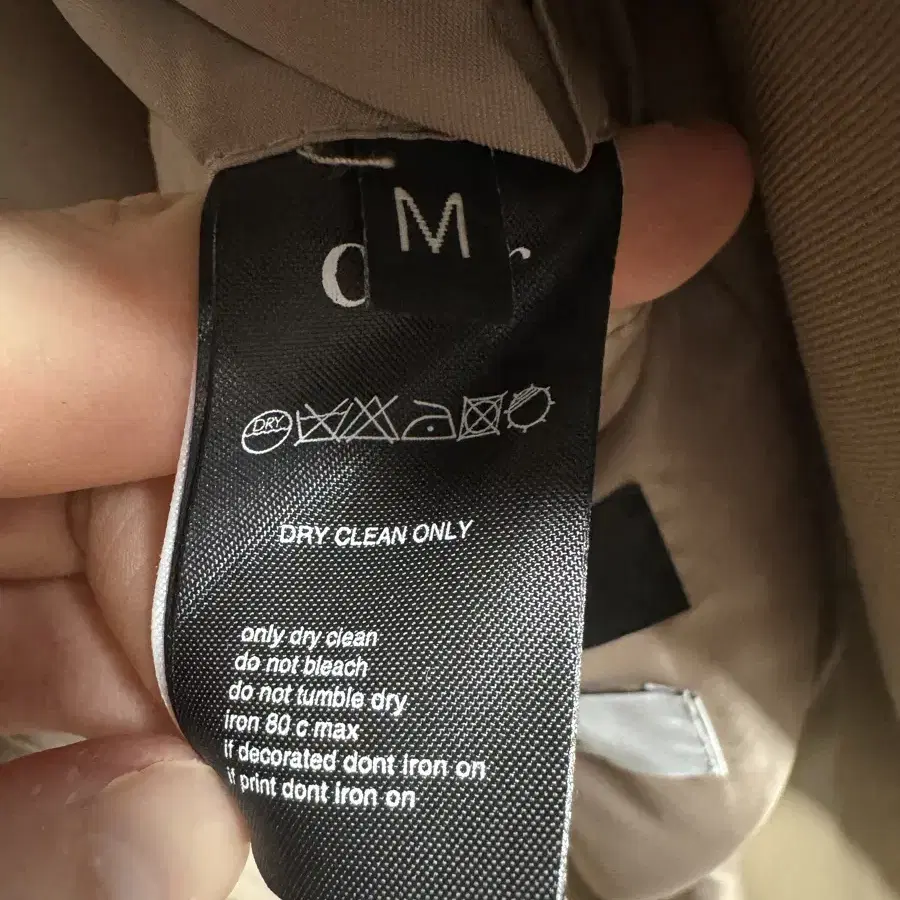 M
DRY
DRY CLEAN ONLY
only dry clean
do not bleach
do not tumble dry
iron 80 c max
if decorated dont iron on
if print dont iron on